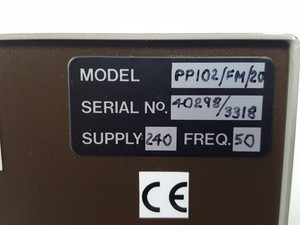 MODEL PP102/FM/20
SERIAL No. 40298/3318
SUPPLY 240 FREQ. 50
CE